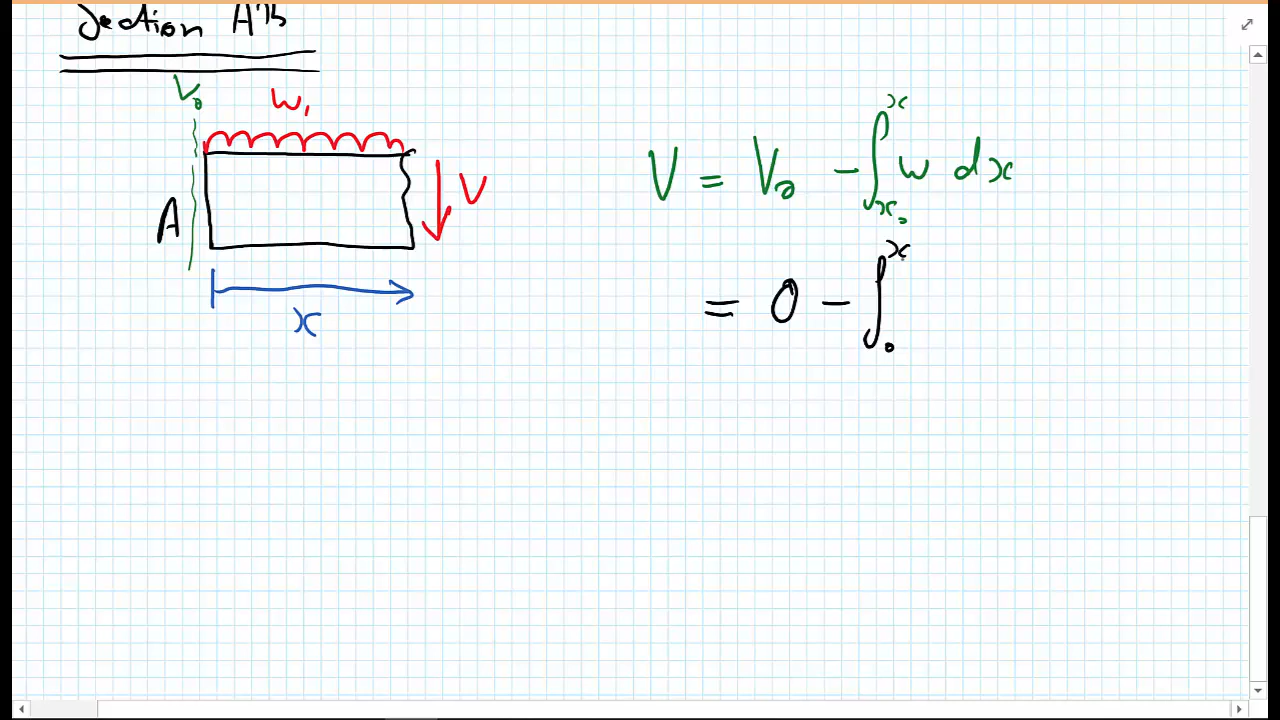 Section A-B
V₀ w₁
A V
x
V = V₀ - ∫ₓ₀ˣ w dx
= 0 - ∫₀ˣ